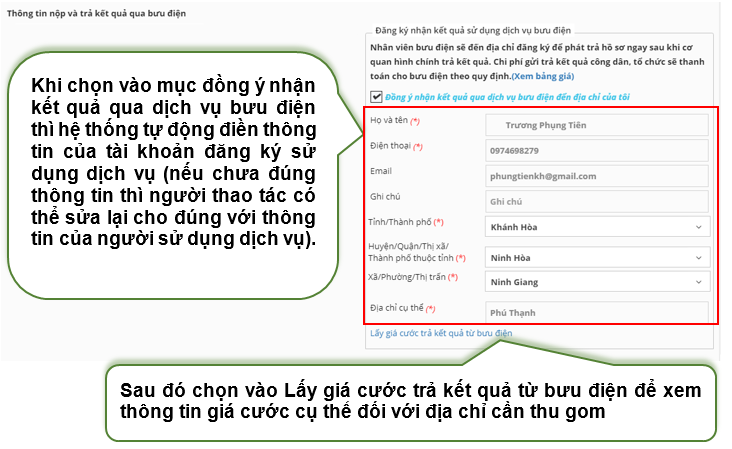 Thông tin nộp và trả kết quả qua bưu điện
Đăng ký nhận kết quả sử dụng dịch vụ bưu điện
Nhân viên bưu điện sẽ đến địa chỉ đăng ký để phát trả hồ sơ ngay sau khi cơ
quan hình chính trả kết quả. Chi phí gửi trả kết quả công dân, tổ chức sẽ thanh
toán cho bưu điện theo quy định.(Xem bảng giá)
Đồng ý nhận kết quả qua dịch vụ bưu điện đến địa chỉ của tôi
Khi chọn vào mục đồng ý nhận
kết quả qua dịch vụ bưu điện
thì hệ thống tự động điền thông
tin của tài khoản đăng ký sử
dụng dịch vụ (nếu chưa đúng
thông tin thì người thao tác có
thể sửa lại cho đúng với thông
tin của người sử dụng dịch vụ).
Họ và tên (*) Trương Phụng Tiên
Điện thoại (*) 0974698279
Email phungtienkh@gmail.com
Ghi chú Ghi chú
Tỉnh/Thành phố (*) Khánh Hòa
Huyện/Quận/Thị xã/
Thành phố thuộc tỉnh (*) Ninh Hòa
Xã/Phường/Thị trấn (*) Ninh Giang
Địa chỉ cụ thể (*) Phú Thạnh
Lấy giá cước trả kết quả từ bưu điện
Sau đó chọn vào Lấy giá cước trả kết quả từ bưu điện để xem
thông tin giá cước cụ thể đối với địa chỉ cần thu gom